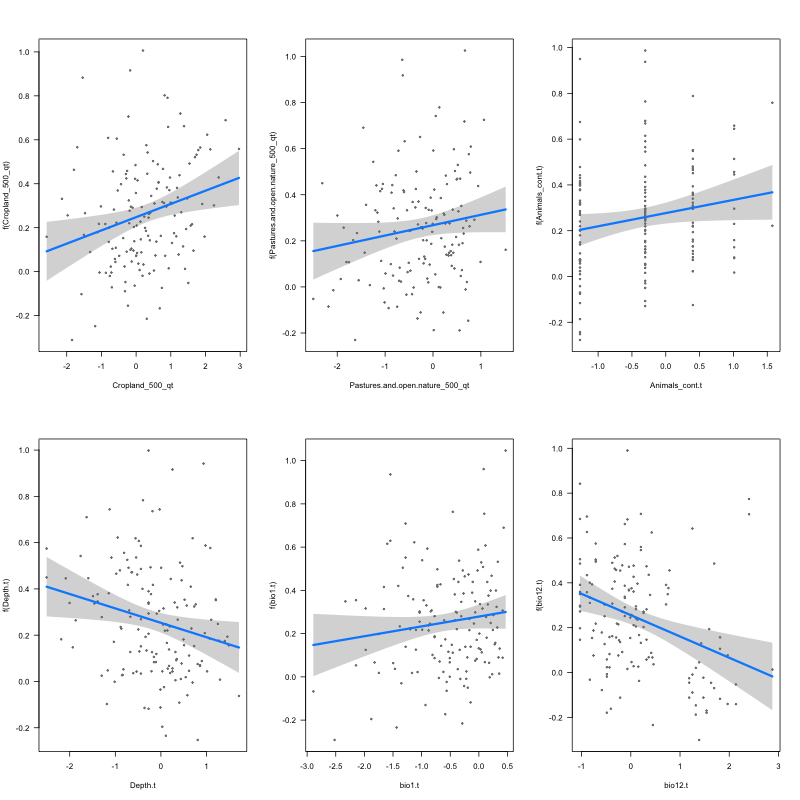 f(Cropland_500_qt)
1.0
0.8
0.6
0.4
0.2
0.0
-0.2
-2 -1 0 1 2 3
Cropland_500_qt
f(Pastures.and.open.nature_500_qt)
1.0
0.8
0.6
0.4
0.2
0.0
-0.2
-2 -1 0 1
Pastures.and.open.nature_500_qt
f(Animals_cont.t)
1.0
0.8
0.6
0.4
0.2
0.0
-0.2
-1.0 -0.5 0.0 0.5 1.0 1.5
Animals_cont.t
f(Depth.t)
1.0
0.8
0.6
0.4
0.2
0.0
-0.2
-2 -1 0 1
Depth.t
f(bio1.t)
1.0
0.8
0.6
0.4
0.2
0.0
-0.2
-3.0 -2.5 -2.0 -1.5 -1.0 -0.5 0.0 0.5
bio1.t
f(bio12.t)
1.0
0.8
0.6
0.4
0.2
0.0
-0.2
-1 0 1 2 3
bio12.t